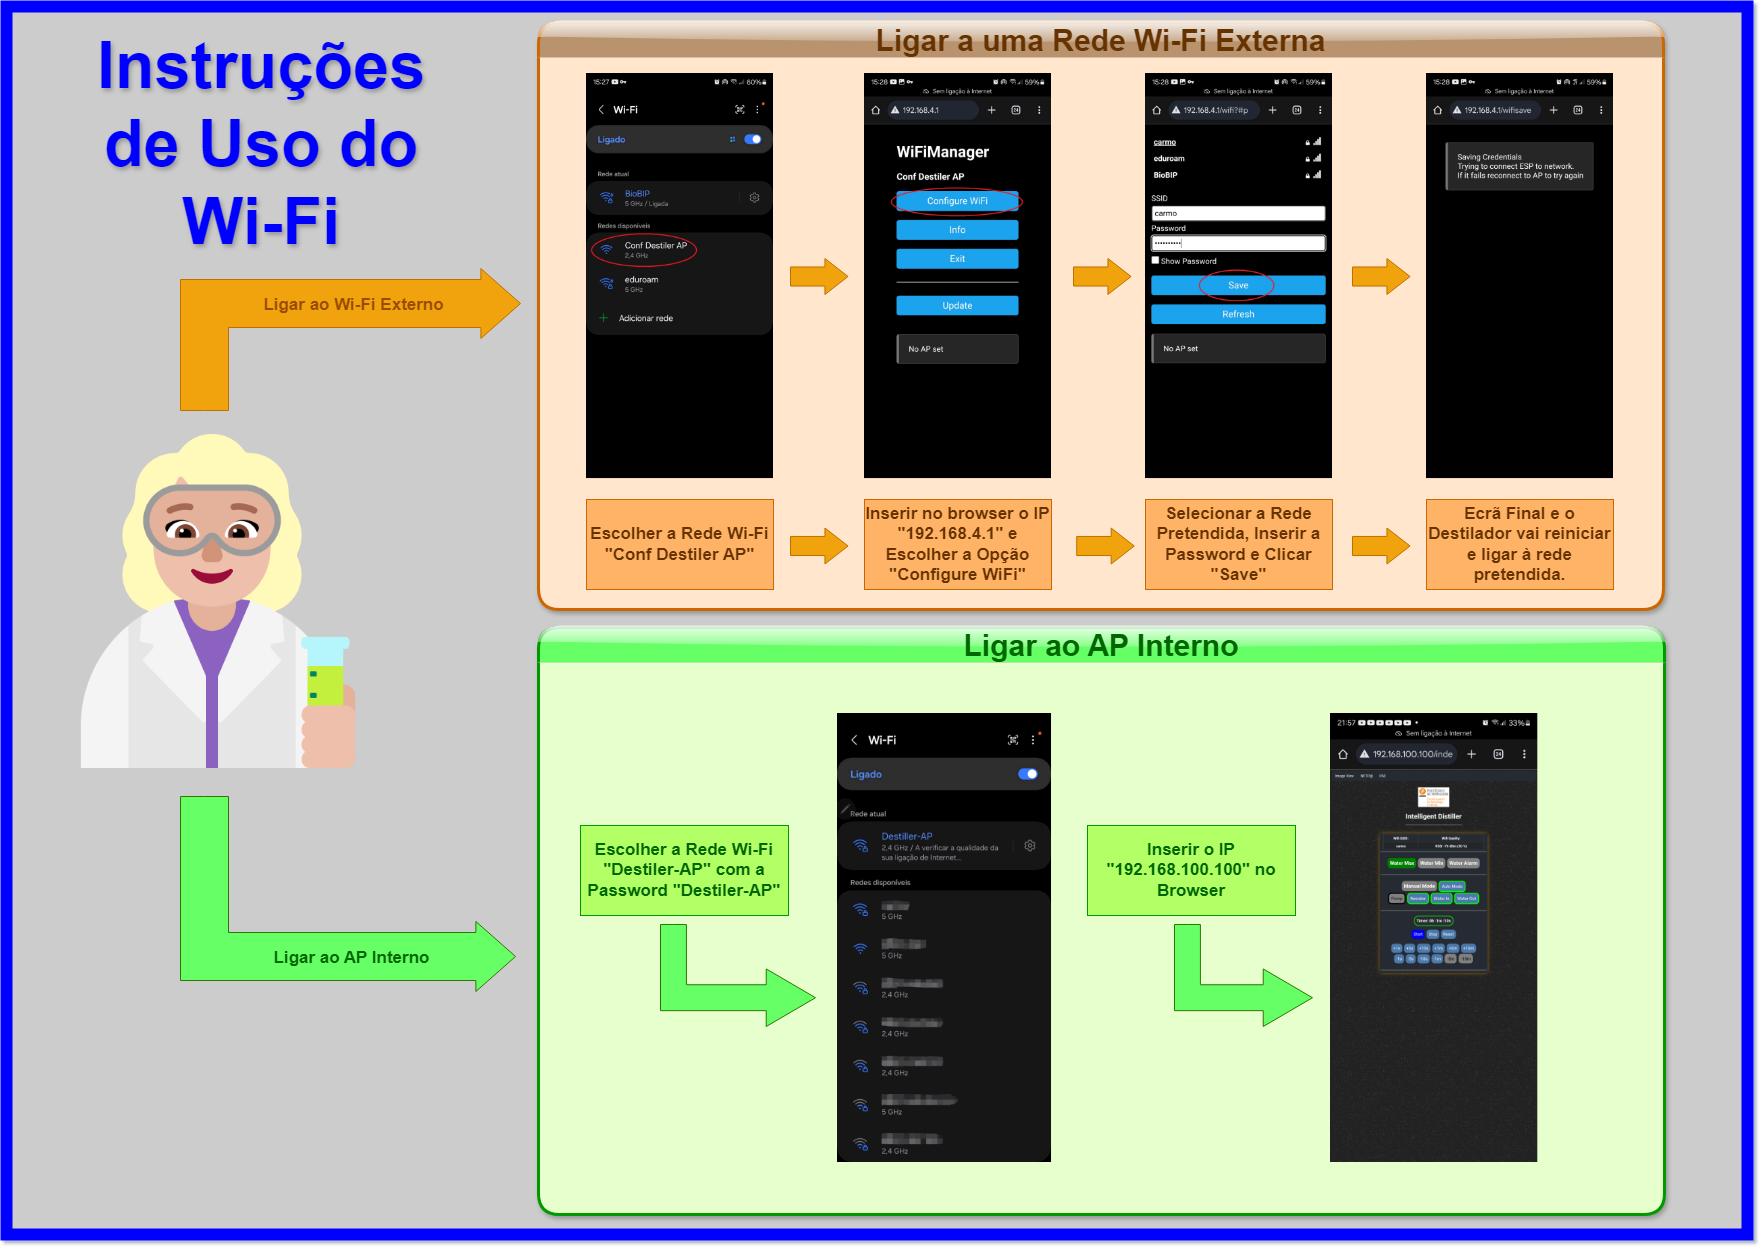 Instruções
de Uso do
Wi-Fi
Ligar ao Wi-Fi Externo
Ligar ao AP Interno
Ligar a uma Rede Wi-Fi Externa
15:27
60%
Wi-Fi
Ligado
Rede atual
BioBIP
5 GHz / Ligada
Redes disponíveis
Conf Destiler AP
2,4 GHz
eduroam
5 GHz
Adicionar rede
15:28
59%
Sem ligação à Internet
192.168.4.1
24
WiFiManager
Conf Destiler AP
Configure WiFi
Info
Exit
Update
No AP set
15:28
59%
Sem ligação à Internet
192.168.4.1/wifi?#p
24
carmo
eduroam
BioBIP
SSID
carmo
Password
Show Password
Save
Refresh
No AP set
15:28
59%
Sem ligação à Internet
192.168.4.1/wifisave
24
Saving Credentials
Trying to connect ESP to network.
If it fails reconnect to AP to try again
Escolher a Rede Wi-Fi
"Conf Destiler AP"
Inserir no browser o IP
"192.168.4.1" e
Escolher a Opção
"Configure WiFi"
Selecionar a Rede
Pretendida, Inserir a
Password e Clicar
"Save"
Ecrã Final e o
Destilador vai reiniciar
e ligar à rede
pretendida.
Ligar ao AP Interno
Escolher a Rede Wi-Fi
"Destiler-AP" com a
Password "Destiler-AP"
Wi-Fi
Ligado
Rede atual
Destiller-AP
2,4 GHz / A verificar a qualidade da
sua ligação de Internet...
Redes disponíveis
5 GHz
5 GHz
2,4 GHz
2,4 GHz
2,4 GHz
5 GHz
2,4 GHz
Inserir o IP
"192.168.100.100" no
Browser
21:57
33%
Sem ligação à Internet
192.168.100.100/inde
24
Intelligent Distiller
Water Max Water Min Water Alarm
Manual Mode Auto Mode
Water In Water Out
Start Stop Reset